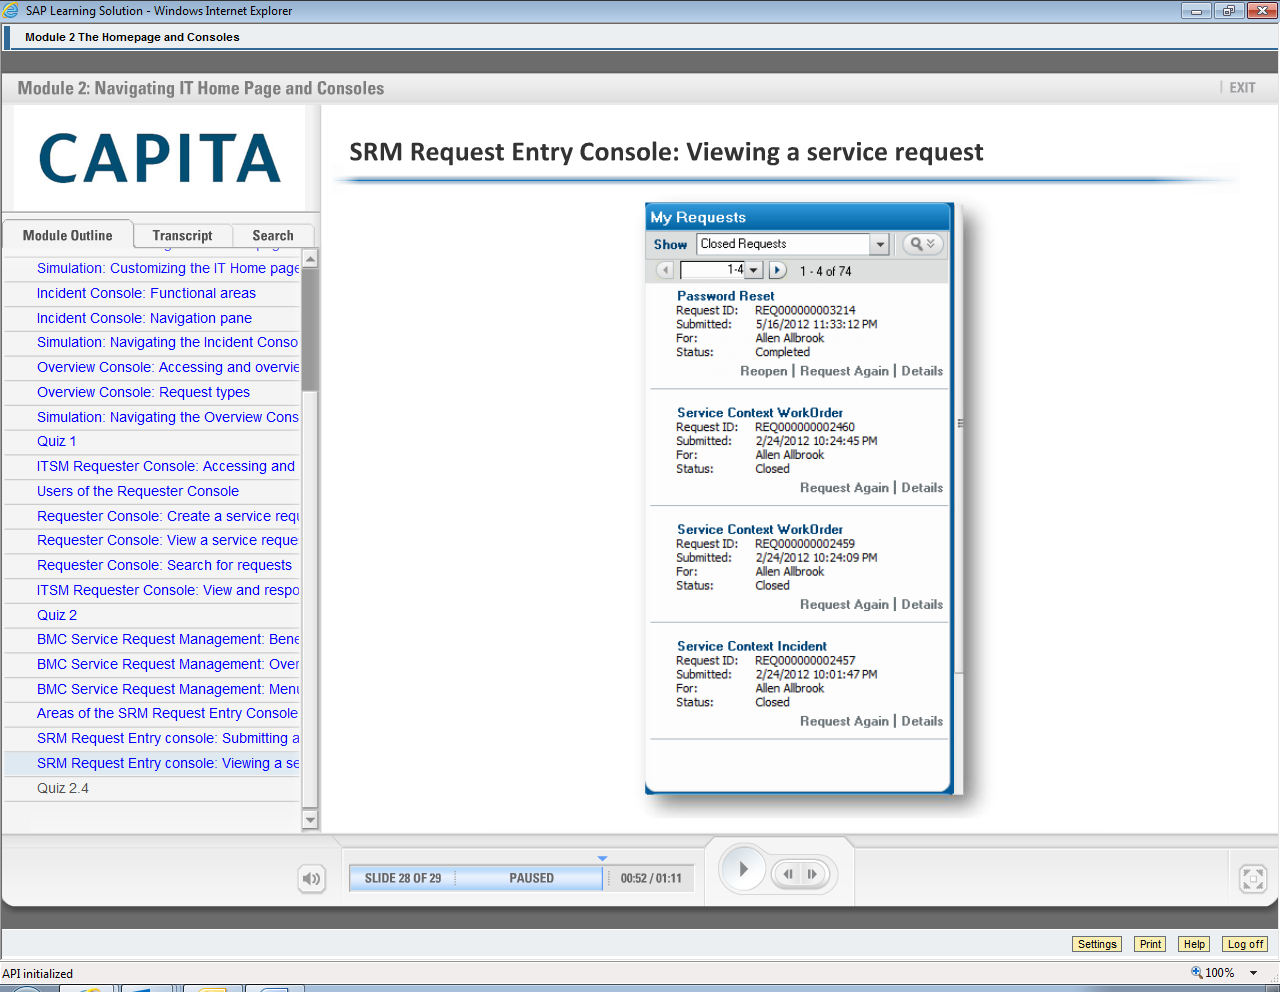 SAP Learning Solution - Windows Internet Explorer
Module 2 The Homepage and Consoles
Module 2: Navigating IT Home Page and Consoles
EXIT
CAPITA
Module Outline
Transcript
Search
Simulation: Customizing the IT Home page
Incident Console: Functional areas
Incident Console: Navigation pane
Simulation: Navigating the Incident Conso
Overview Console: Accessing and overvie
Overview Console: Request types
Simulation: Navigating the Overview Cons
Quiz 1
ITSM Requester Console: Accessing and
Users of the Requester Console
Requester Console: Create a service requ
Requester Console: View a service reque
Requester Console: Search for requests
ITSM Requester Console: View and respo
Quiz 2
BMC Service Request Management: Bene
BMC Service Request Management: Over
BMC Service Request Management: Menu
Areas of the SRM Request Entry Console
SRM Request Entry console: Submitting a
SRM Request Entry console: Viewing a se
Quiz 2.4
SRM Request Entry Console: Viewing a service request
My Requests
Show Closed Requests
1-4 1 - 4 of 74
Password Reset
Request ID: REQ000000003214
Submitted: 5/16/2012 11:33:12 PM
For: Allen Allbrook
Status: Completed
Reopen | Request Again | Details
Service Context WorkOrder
Request ID: REQ000000002460
Submitted: 2/24/2012 10:24:45 PM
For: Allen Allbrook
Status: Closed
Request Again | Details
Service Context WorkOrder
Request ID: REQ000000002459
Submitted: 2/24/2012 10:24:09 PM
For: Allen Allbrook
Status: Closed
Request Again | Details
Service Context Incident
Request ID: REQ000000002457
Submitted: 2/24/2012 10:01:47 PM
For: Allen Allbrook
Status: Closed
Request Again | Details
SLIDE 28 OF 29 PAUSED 00:52 / 01:11
Settings Print Help Log off
API initialized
100%